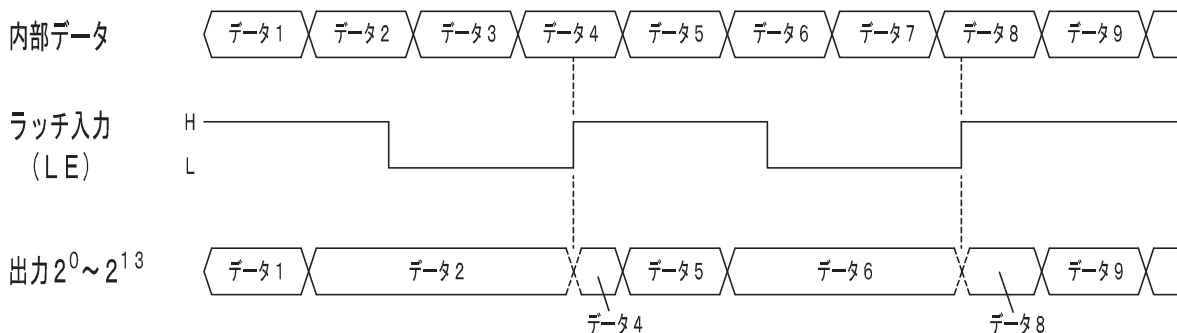 内部データ データ1 データ2 データ3 データ4 データ5 データ6 データ7 データ8 データ9
ラッチ入力 H
(LE) L
出力2⁰～2¹³ データ1 データ2 データ5 データ6 データ9
データ4 データ8